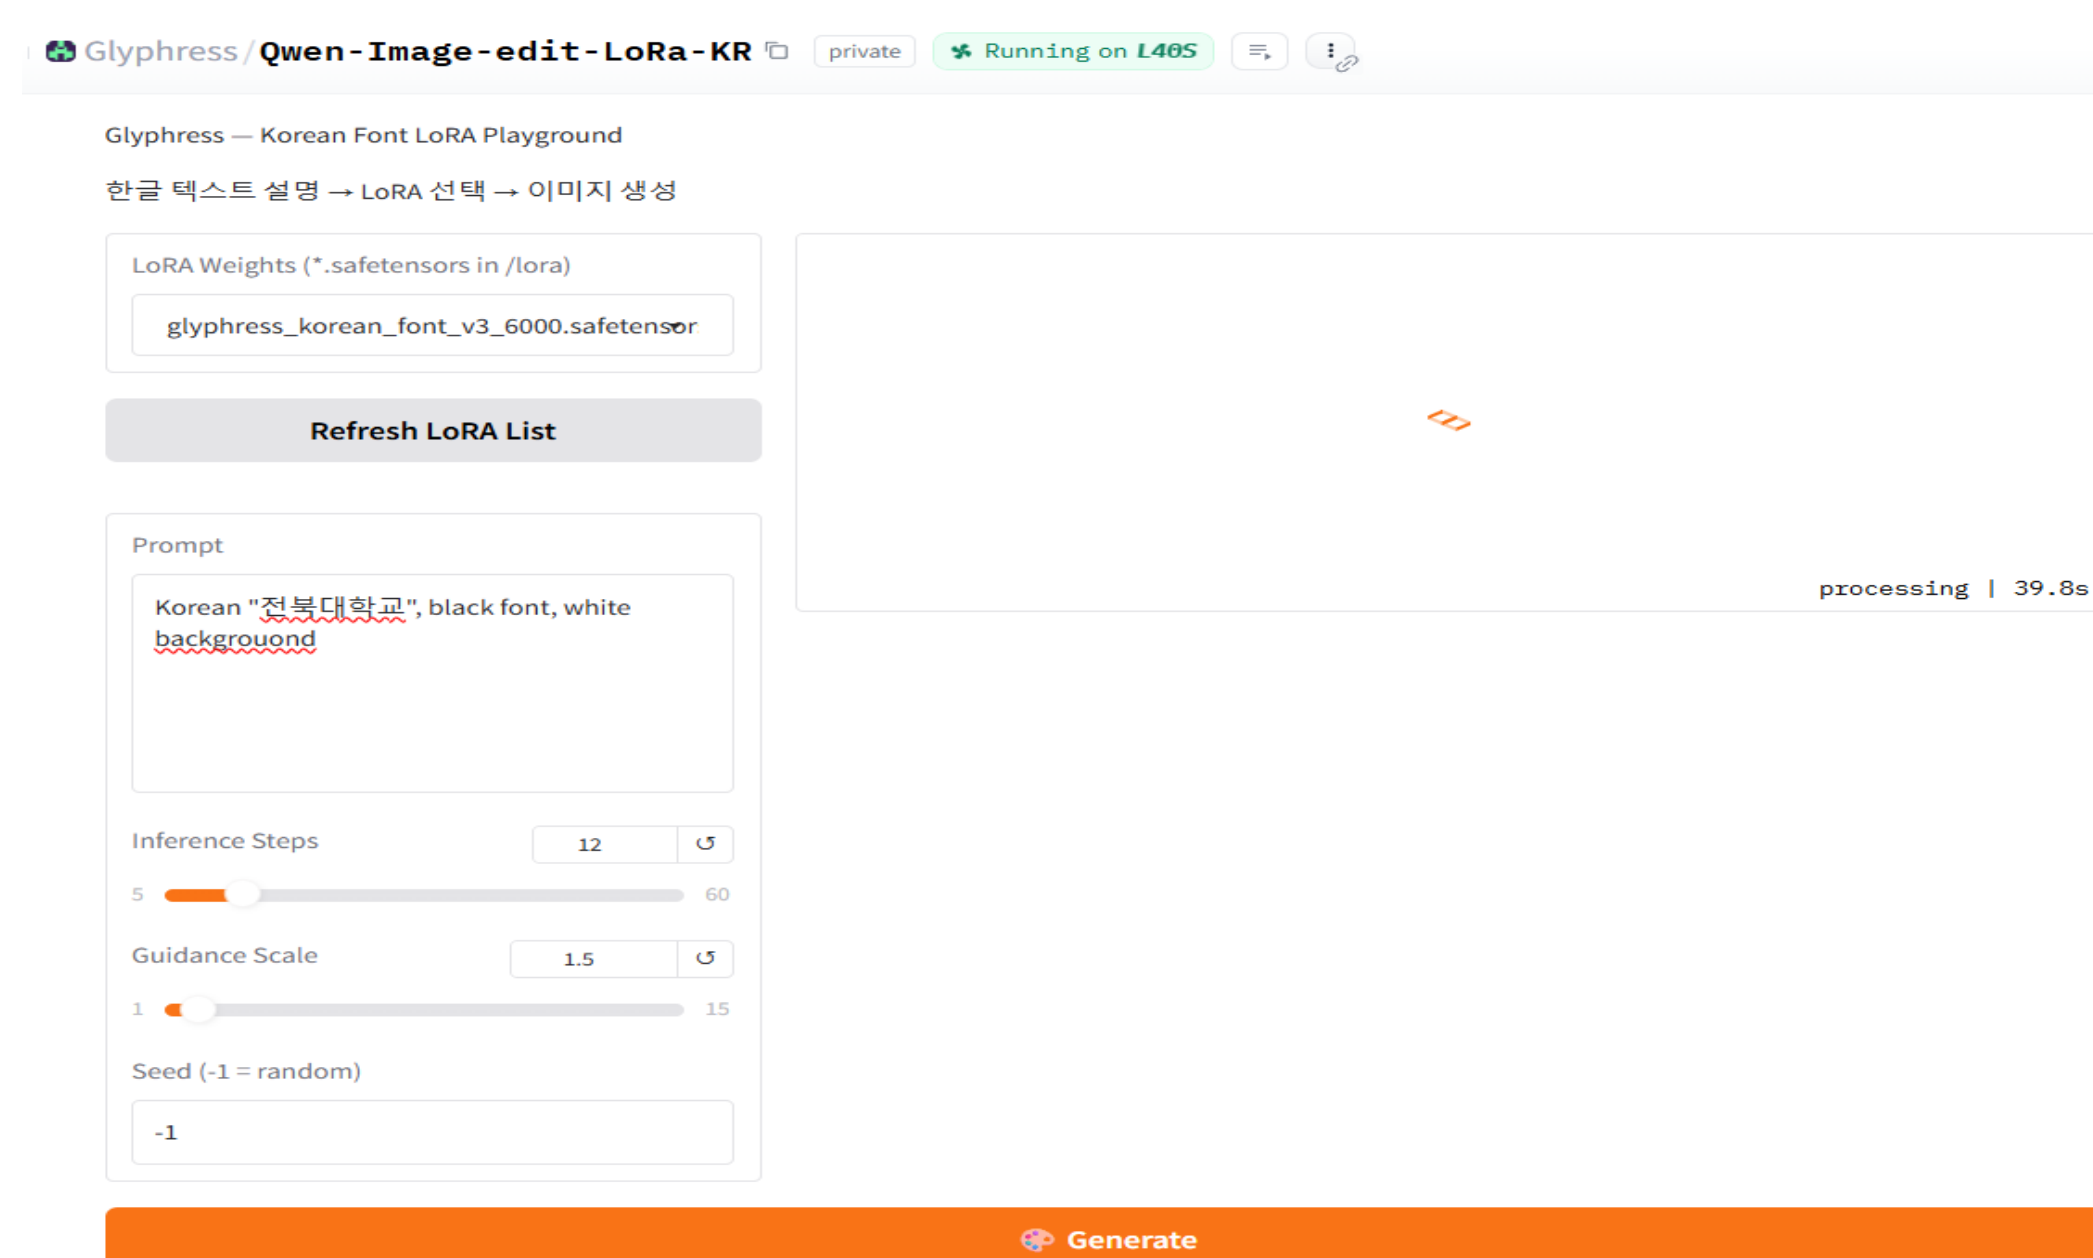 Glyphress/Qwen-Image-edit-LoRa-KR private Running on L40S
Glyphress — Korean Font LoRA Playground
한글 텍스트 설명 → LoRA 선택 → 이미지 생성
LoRA Weights (*.safetensors in /lora)
glyphress_korean_font_v3_6000.safetensor
Refresh LoRA List
processing | 39.8s
Prompt
Korean "전북대학교", black font, white
backgrouond
Inference Steps 12
5 60
Guidance Scale 1.5
1 15
Seed (-1 = random)
-1
Generate